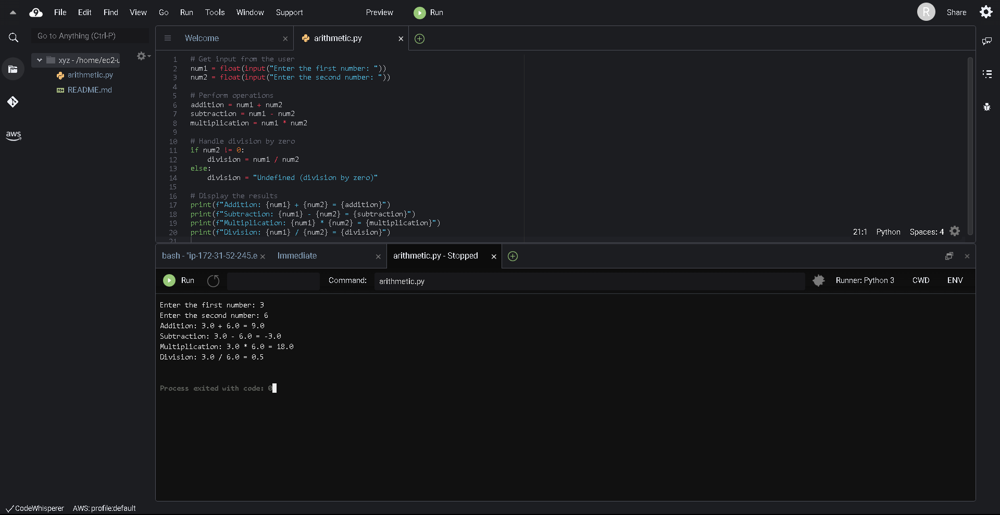 9 File Edit Find View Go Run Tools Window Support Preview Run R Share
Go to Anything (Ctrl-P)
xyz - /home/ec2-u
arithmetic.py
README.md
aws
Welcome arithmetic.py
1 # Get input from the user
2 num1 = float(input("Enter the first number: "))
3 num2 = float(input("Enter the second number: "))
4
5 # Perform operations
6 addition = num1 + num2
7 subtraction = num1 - num2
8 multiplication = num1 * num2
9
10 # Handle division by zero
11 if num2 != 0:
12     division = num1 / num2
13 else:
14     division = "Undefined (division by zero)"
15
16 # Display the results
17 print(f"Addition: {num1} + {num2} = {addition}")
18 print(f"Subtraction: {num1} - {num2} = {subtraction}")
19 print(f"Multiplication: {num1} * {num2} = {multiplication}")
20 print(f"Division: {num1} / {num2} = {division}")
21
21:1 Python Spaces: 4
bash - "ip-172-31-52-245.e Immediate arithmetic.py - Stopped
Run Command: arithmetic.py Runner: Python 3 CWD ENV
Enter the first number: 3
Enter the second number: 6
Addition: 3.0 + 6.0 = 9.0
Subtraction: 3.0 - 6.0 = -3.0
Multiplication: 3.0 * 6.0 = 18.0
Division: 3.0 / 6.0 = 0.5
Process exited with code: 0
CodeWhisperer AWS: profile:default